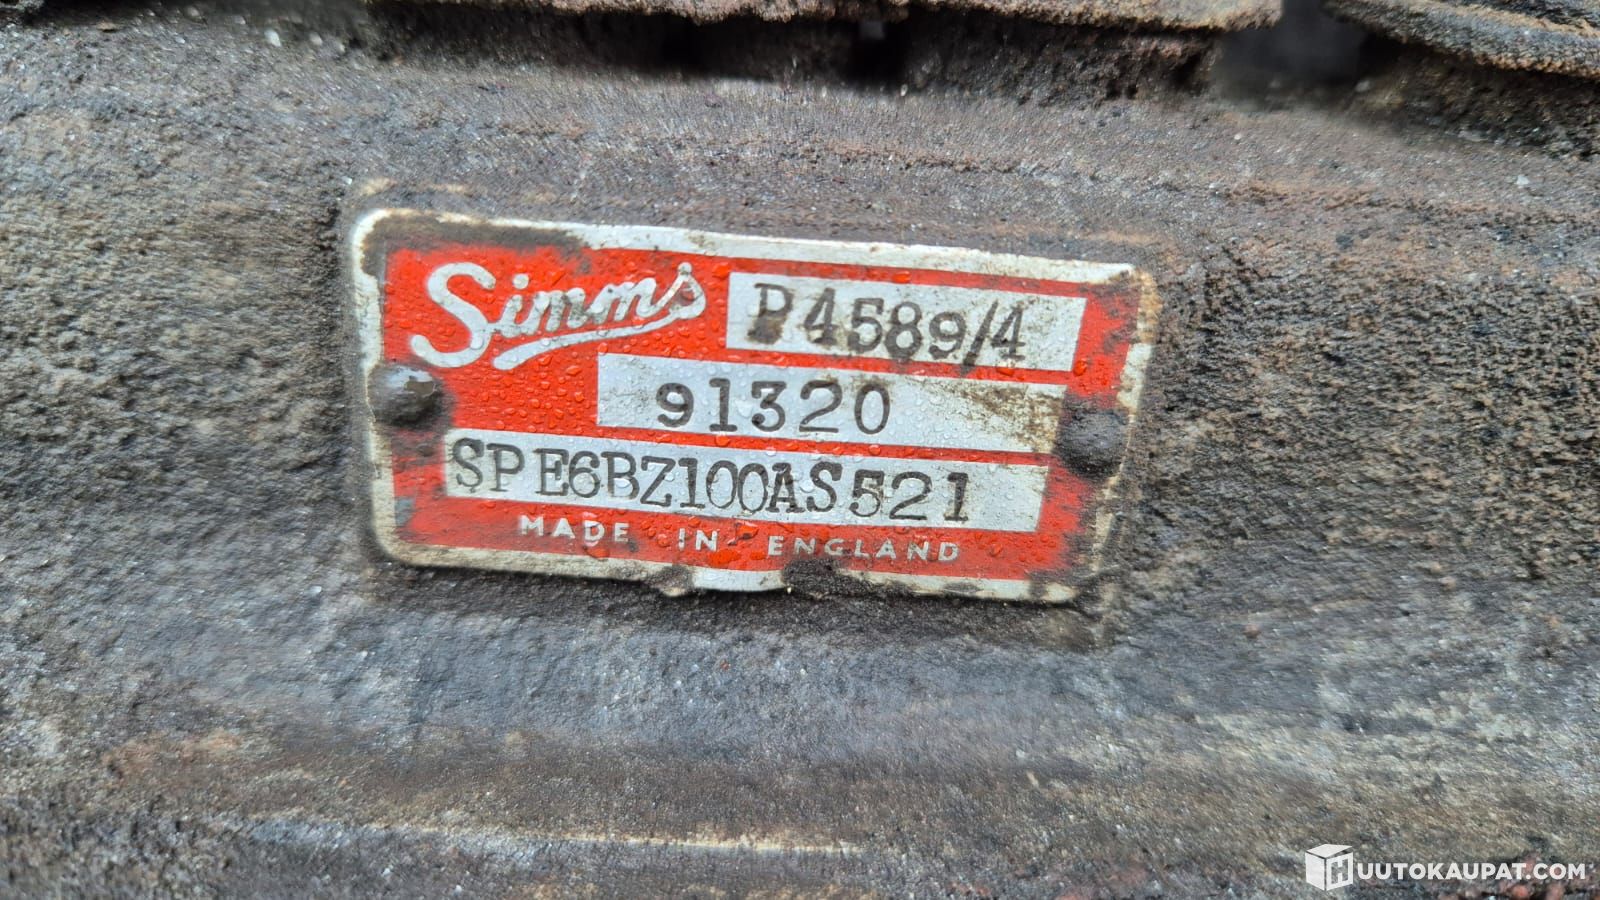 Simms P4589/4
91320
SPE6BZ100AS521
MADE IN ENGLAND
HUUTOKAUPAT.COM